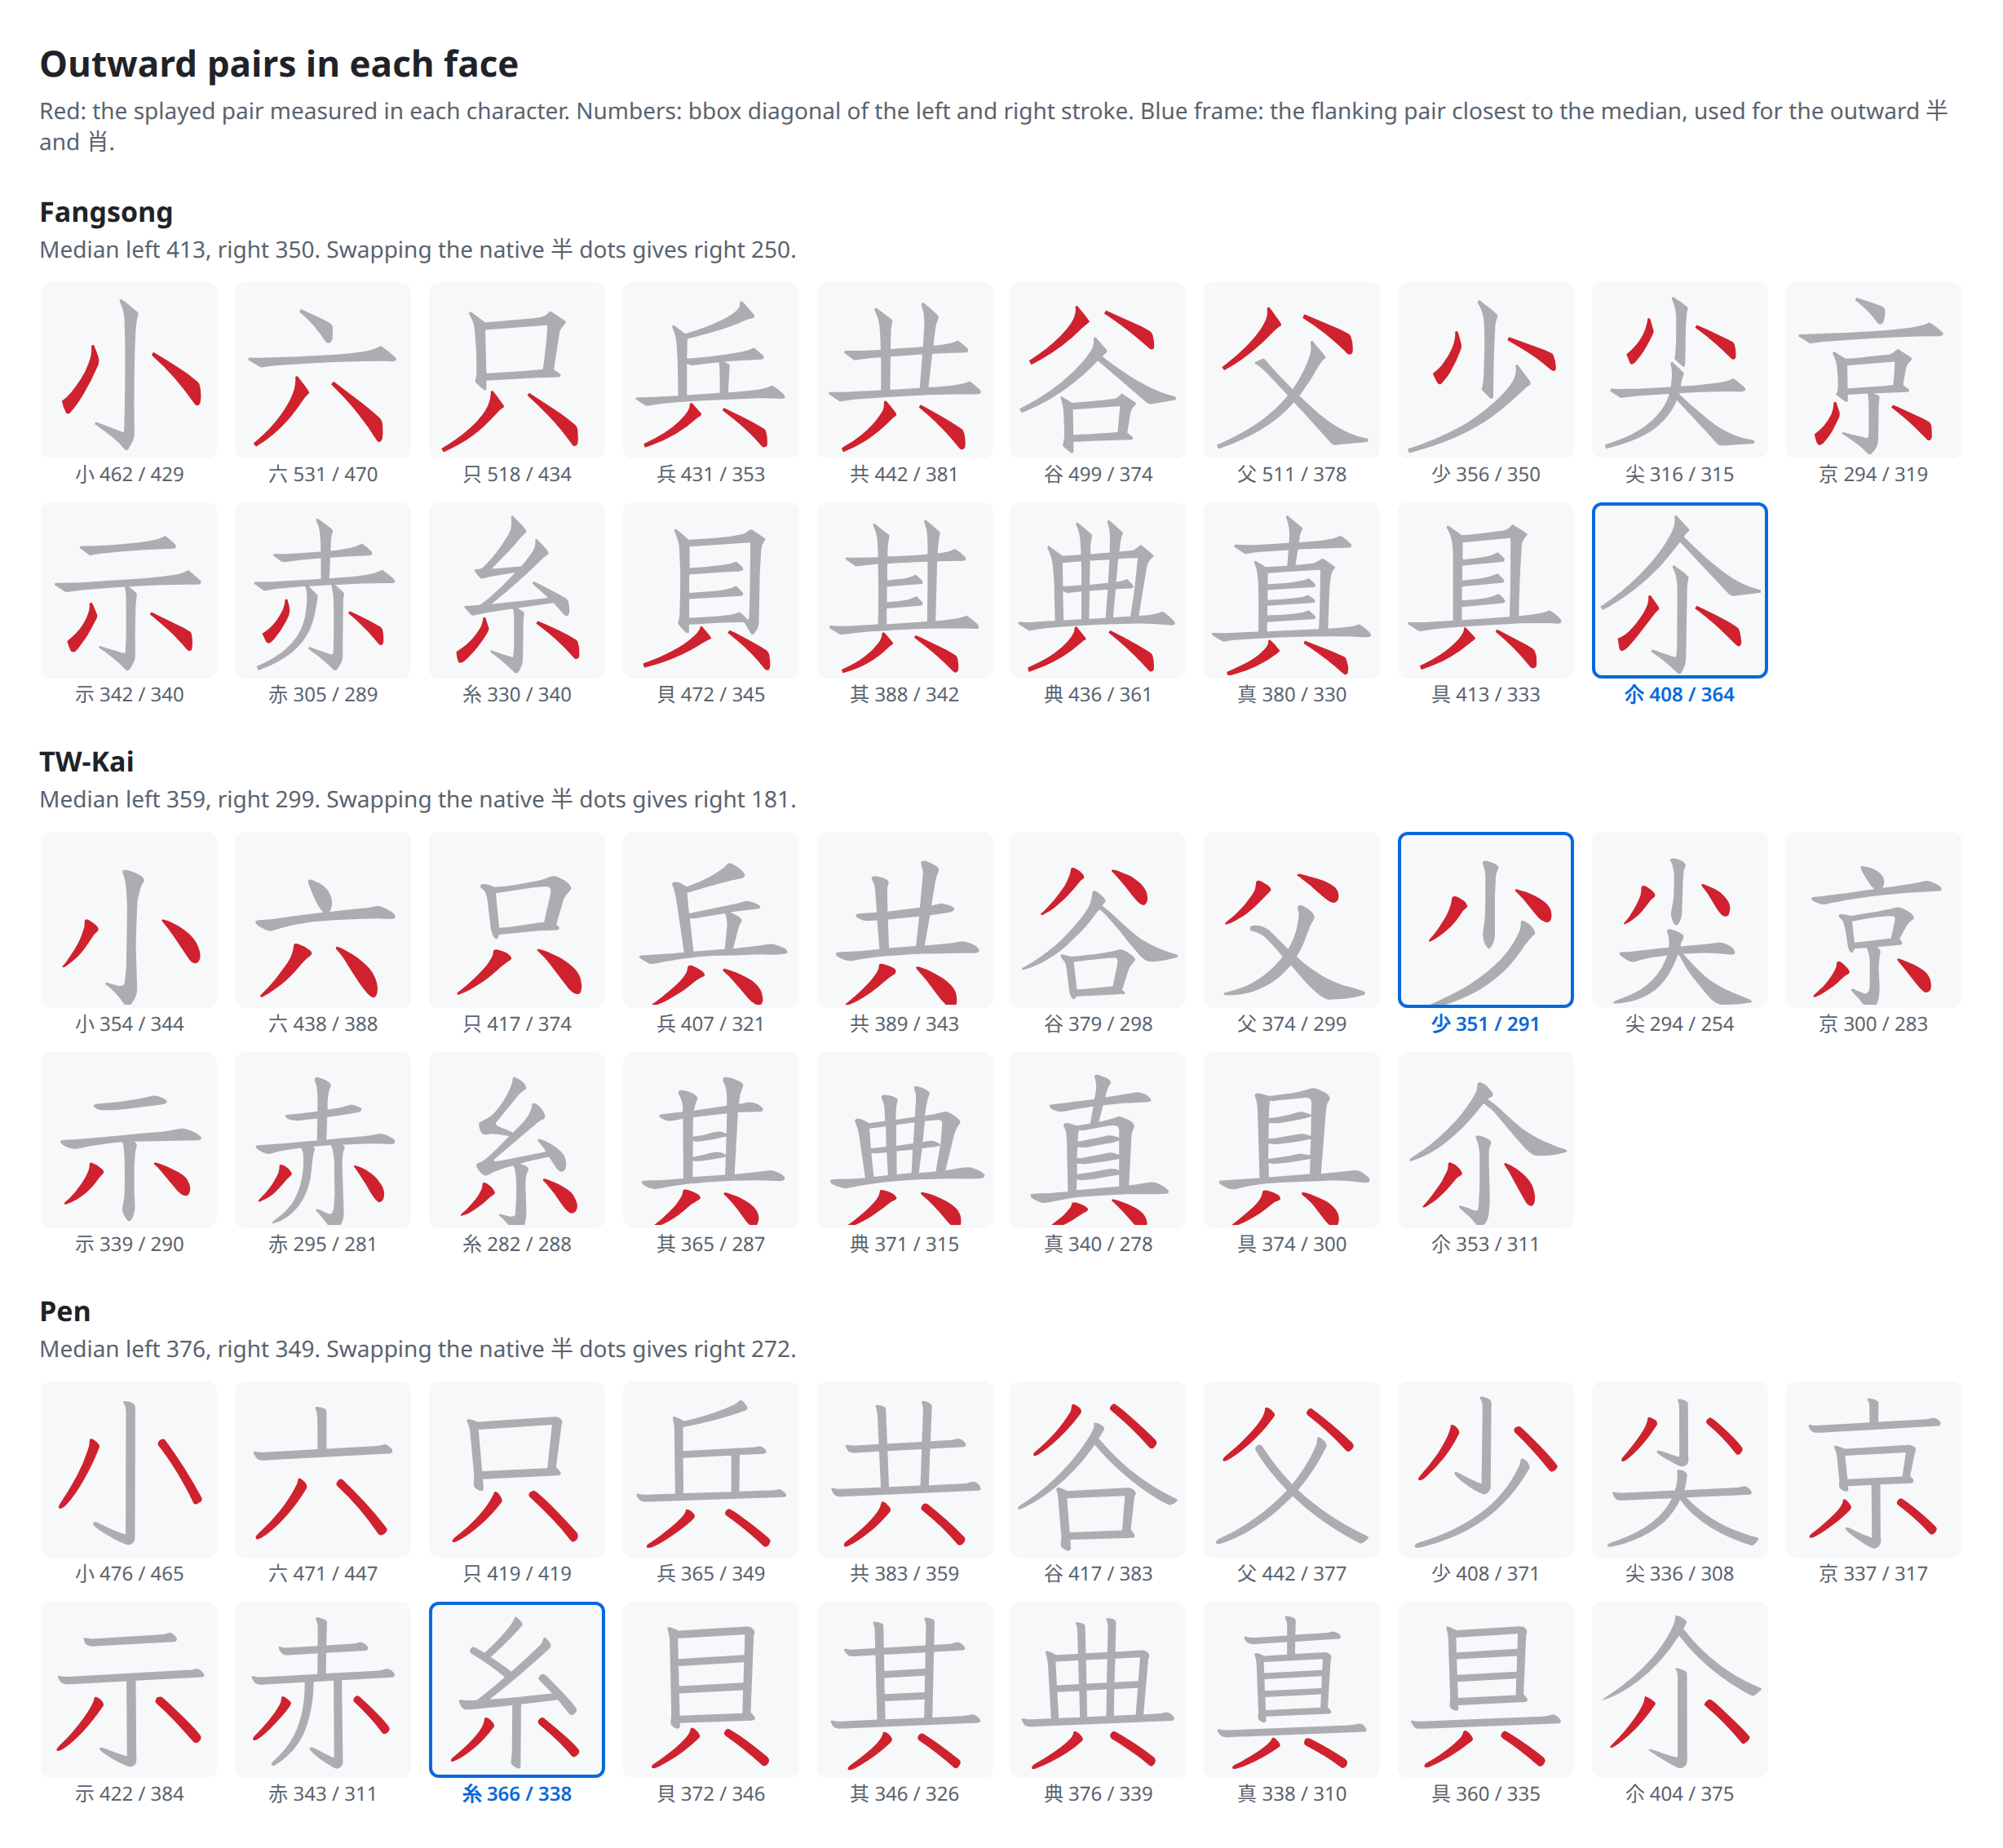 Outward pairs in each face
Red: the splayed pair measured in each character. Numbers: bbox diagonal of the left and right stroke. Blue frame: the flanking pair closest to the median, used for the outward 半
and 肖.
Fangsong
Median left 413, right 350. Swapping the native 半 dots gives right 250.
小 六 只 兵 共 谷 父 少 尖 京
小 462 / 429 六 531 / 470 只 518 / 434 兵 431 / 353 共 442 / 381 谷 499 / 374 父 511 / 378 少 356 / 350 尖 316 / 315 京 294 / 319
示 赤 糸 貝 其 典 真 具 尒
示 342 / 340 赤 305 / 289 糸 330 / 340 貝 472 / 345 其 388 / 342 典 436 / 361 真 380 / 330 具 413 / 333 尒 408 / 364
TW-Kai
Median left 359, right 299. Swapping the native 半 dots gives right 181.
小 六 只 兵 共 谷 父 少 尖 京
小 354 / 344 六 438 / 388 只 417 / 374 兵 407 / 321 共 389 / 343 谷 379 / 298 父 374 / 299 少 351 / 291 尖 294 / 254 京 300 / 283
示 赤 糸 其 典 真 具 尒
示 339 / 290 赤 295 / 281 糸 282 / 288 其 365 / 287 典 371 / 315 真 340 / 278 具 374 / 300 尒 353 / 311
Pen
Median left 376, right 349. Swapping the native 半 dots gives right 272.
小 六 只 兵 共 谷 父 少 尖 京
小 476 / 465 六 471 / 447 只 419 / 419 兵 365 / 349 共 383 / 359 谷 417 / 383 父 442 / 377 少 408 / 371 尖 336 / 308 京 337 / 317
示 赤 糸 貝 其 典 真 具 尒
示 422 / 384 赤 343 / 311 糸 366 / 338 貝 372 / 346 其 346 / 326 典 376 / 339 真 338 / 310 具 360 / 335 尒 404 / 375